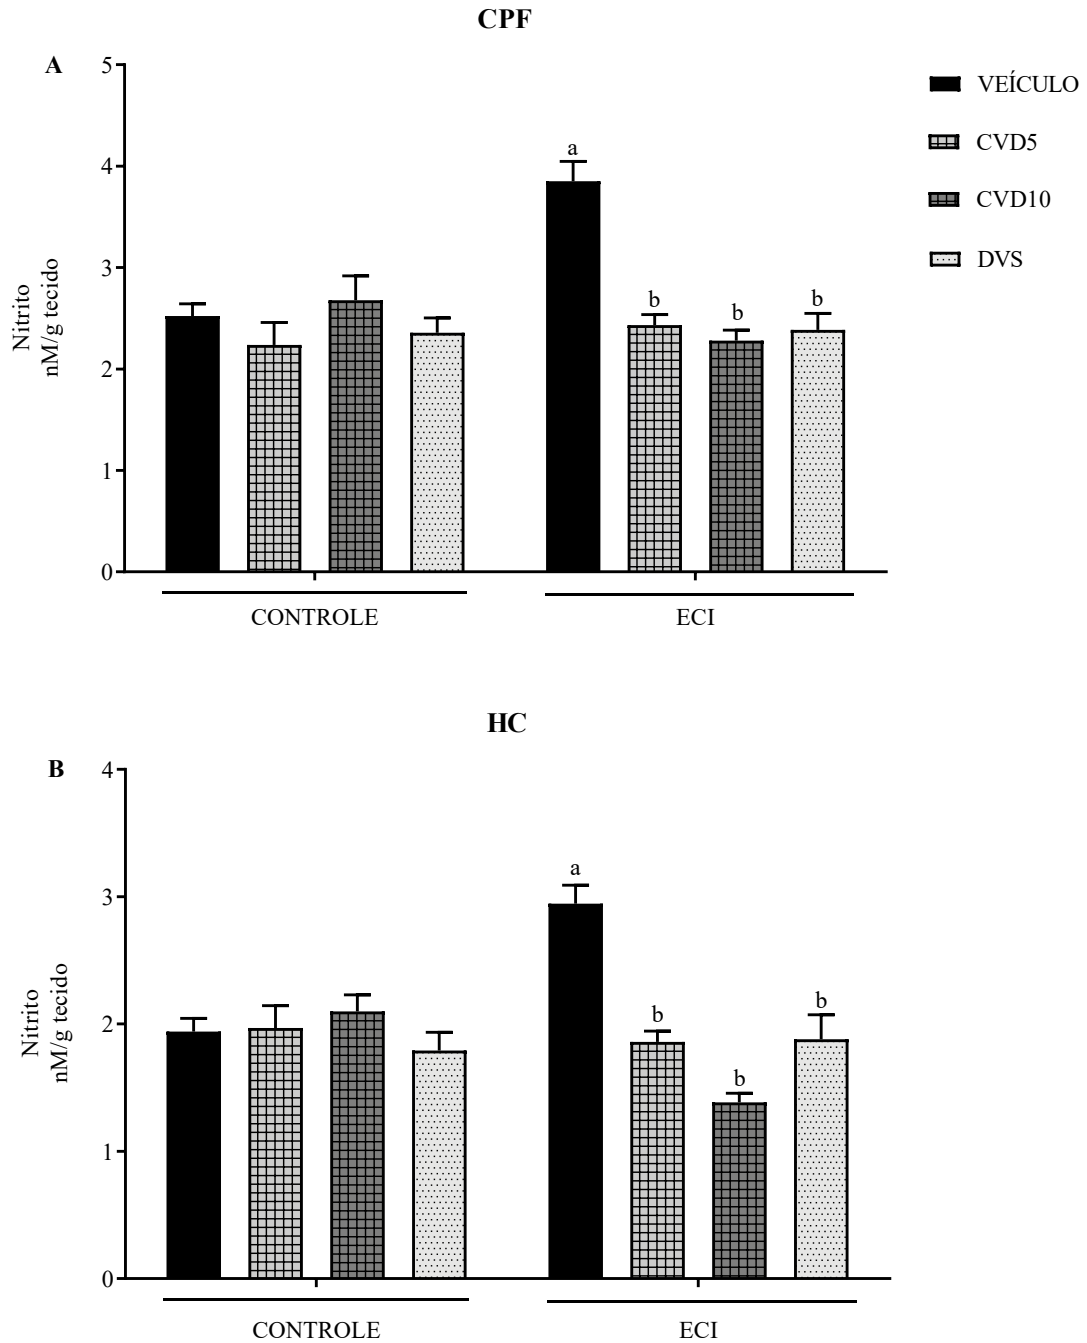 CPF
A
5
4
3
2
1
0
Nitrito
nM/g tecido
a
b
b
b
CONTROLE
ECI
VEÍCULO
CVD5
CVD10
DVS
HC
B
4
3
2
1
0
Nitrito
nM/g tecido
a
b
b
b
CONTROLE
ECI